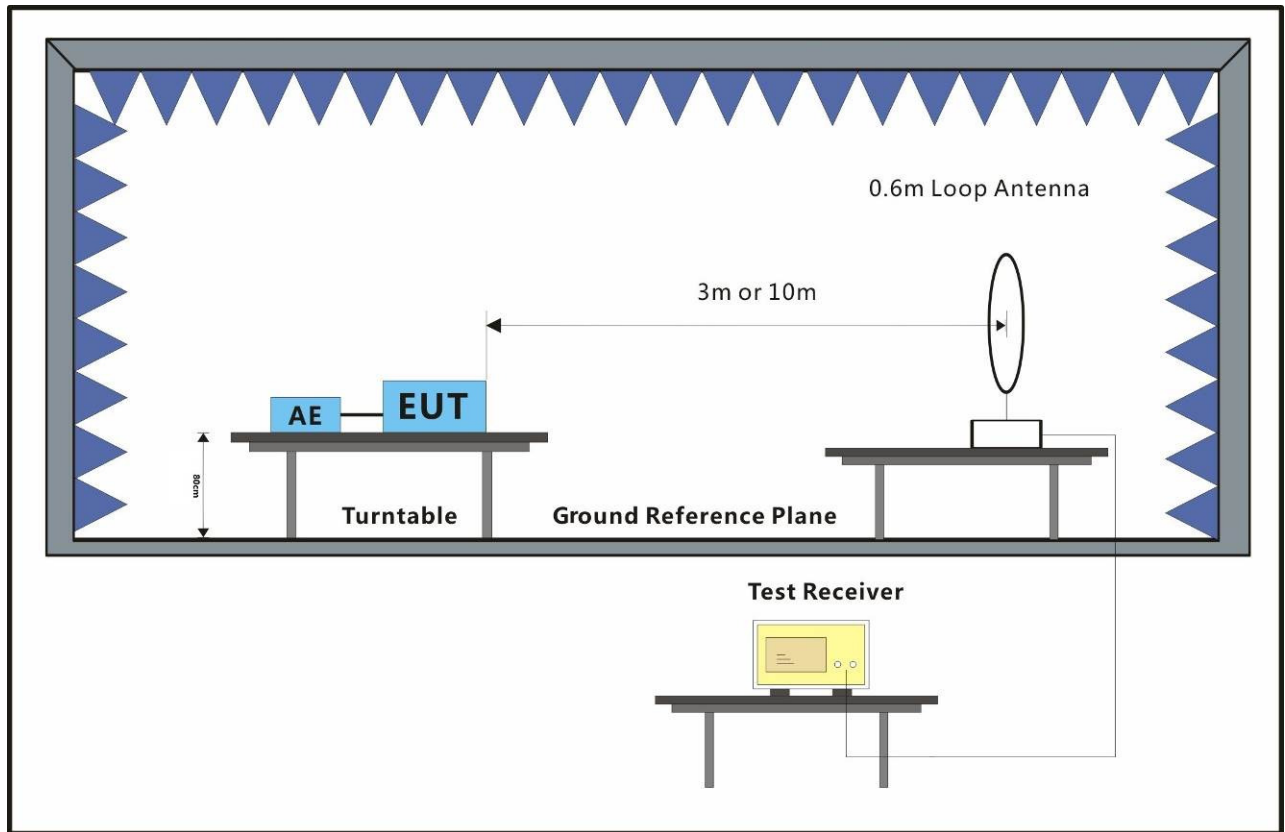 0.6m Loop Antenna
3m or 10m
AE
EUT
80cm
Turntable
Ground Reference Plane
Test Receiver